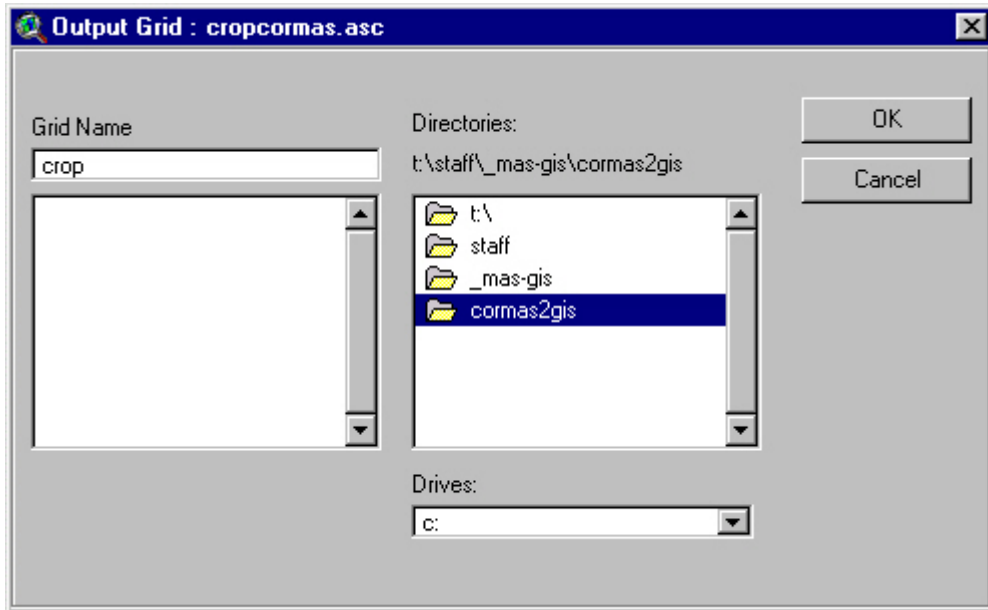 Output Grid : cropcormas.asc
Grid Name
crop
Directories:
t:\staff\_mas-gis\cormas2gis
t:\
staff
_mas-gis
cormas2gis
Drives:
c:
OK
Cancel